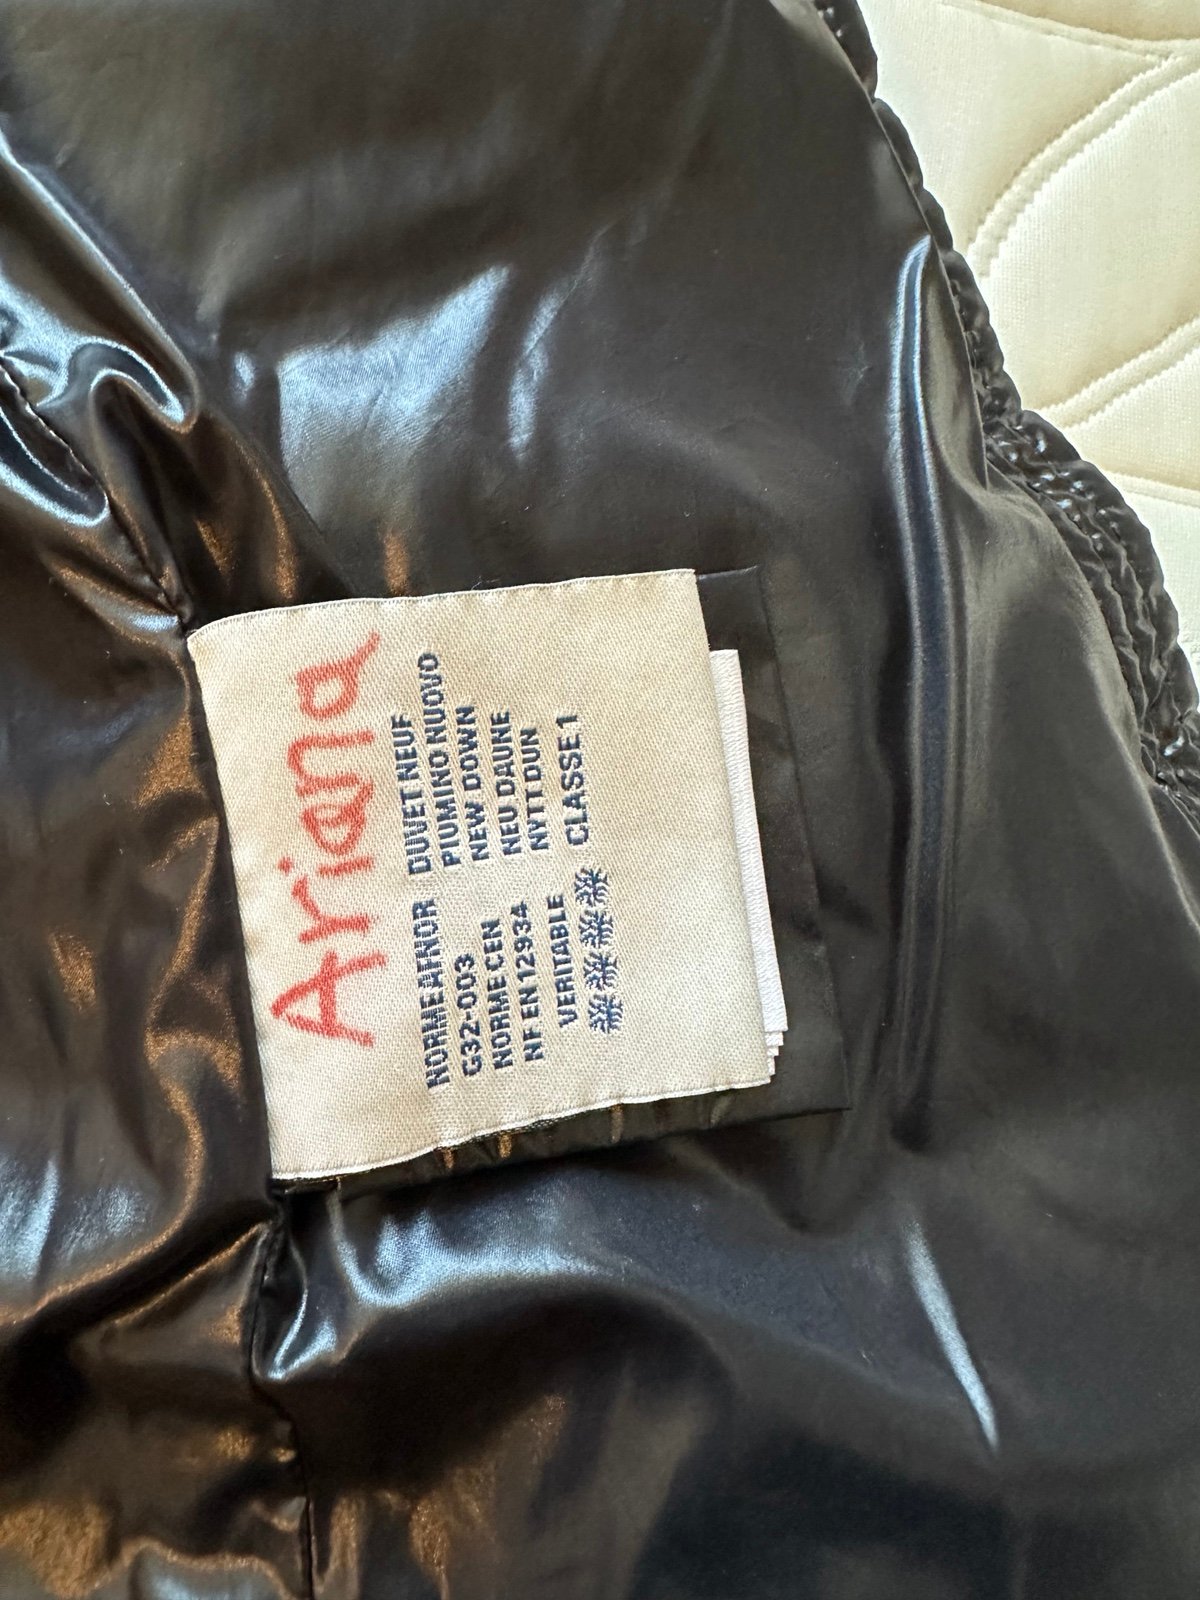 Ariana
NORME AFNOR DUVET NEUF
G32-003 PIUMINO NUOVO
NORME CEN NEW DOWN
NF EN 12934 NEU DAUNE
VERITABLE NYTT DUN
CLASSE 1